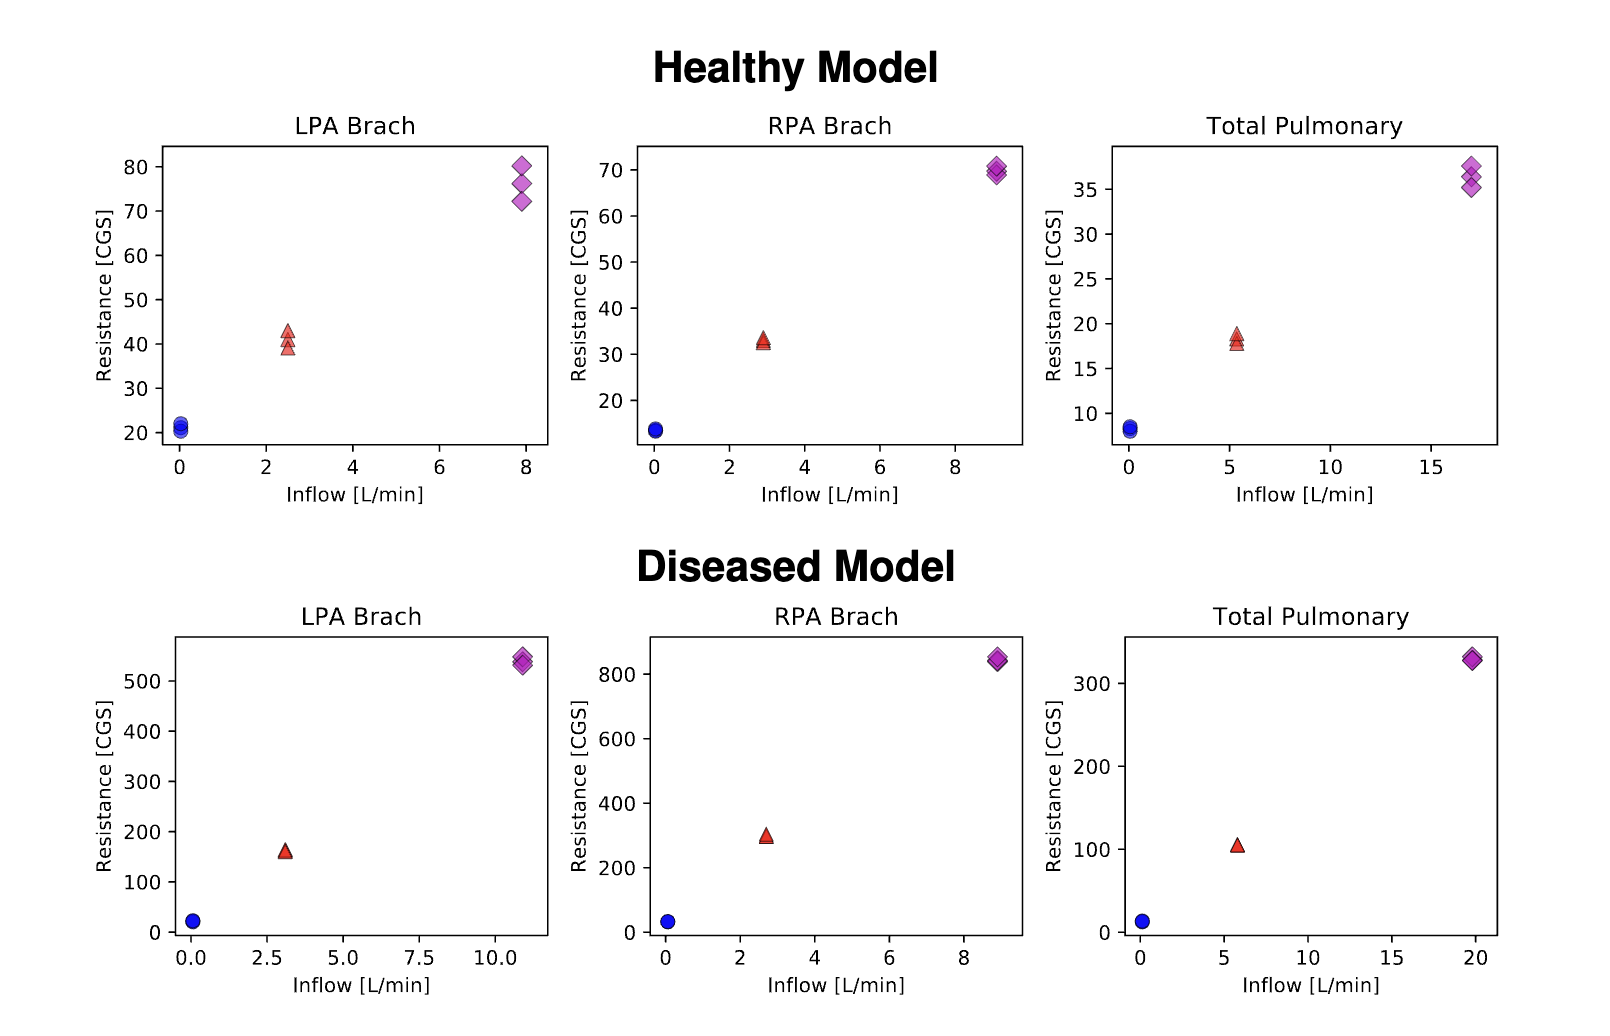 Healthy Model
LPA Brach
RPA Brach
Total Pulmonary
Resistance [CGS]
80
70
60
50
40
30
20
0 2 4 6 8
Inflow [L/min]
Resistance [CGS]
70
60
50
40
30
20
0 2 4 6 8
Inflow [L/min]
Resistance [CGS]
35
30
25
20
15
10
0 5 10 15
Inflow [L/min]
Diseased Model
LPA Brach
RPA Brach
Total Pulmonary
Resistance [CGS]
500
400
300
200
100
0
0.0 2.5 5.0 7.5 10.0
Inflow [L/min]
Resistance [CGS]
800
600
400
200
0
0 2 4 6 8
Inflow [L/min]
Resistance [CGS]
300
200
100
0
0 5 10 15 20
Inflow [L/min]